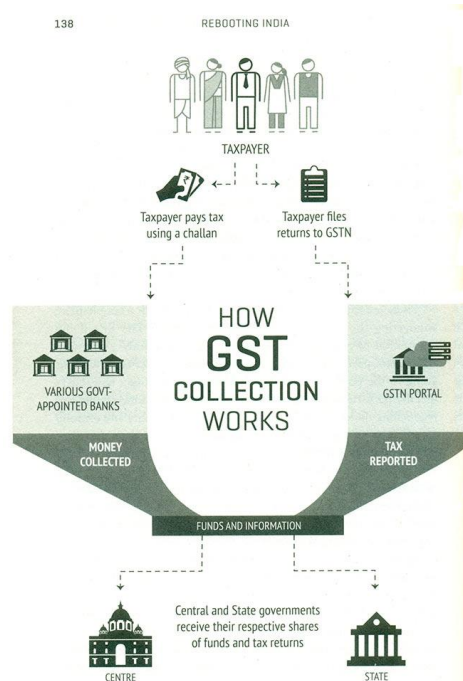 138
REBOOTING INDIA
TAXPAYER
Taxpayer pays tax
using a challan
Taxpayer files
returns to GSTN
HOW
GST
COLLECTION
WORKS
VARIOUS GOVT-
APPOINTED BANKS
GSTN PORTAL
MONEY
COLLECTED
TAX
REPORTED
FUNDS AND INFORMATION
Central and State governments
receive their respective shares
of funds and tax returns
CENTRE
STATE